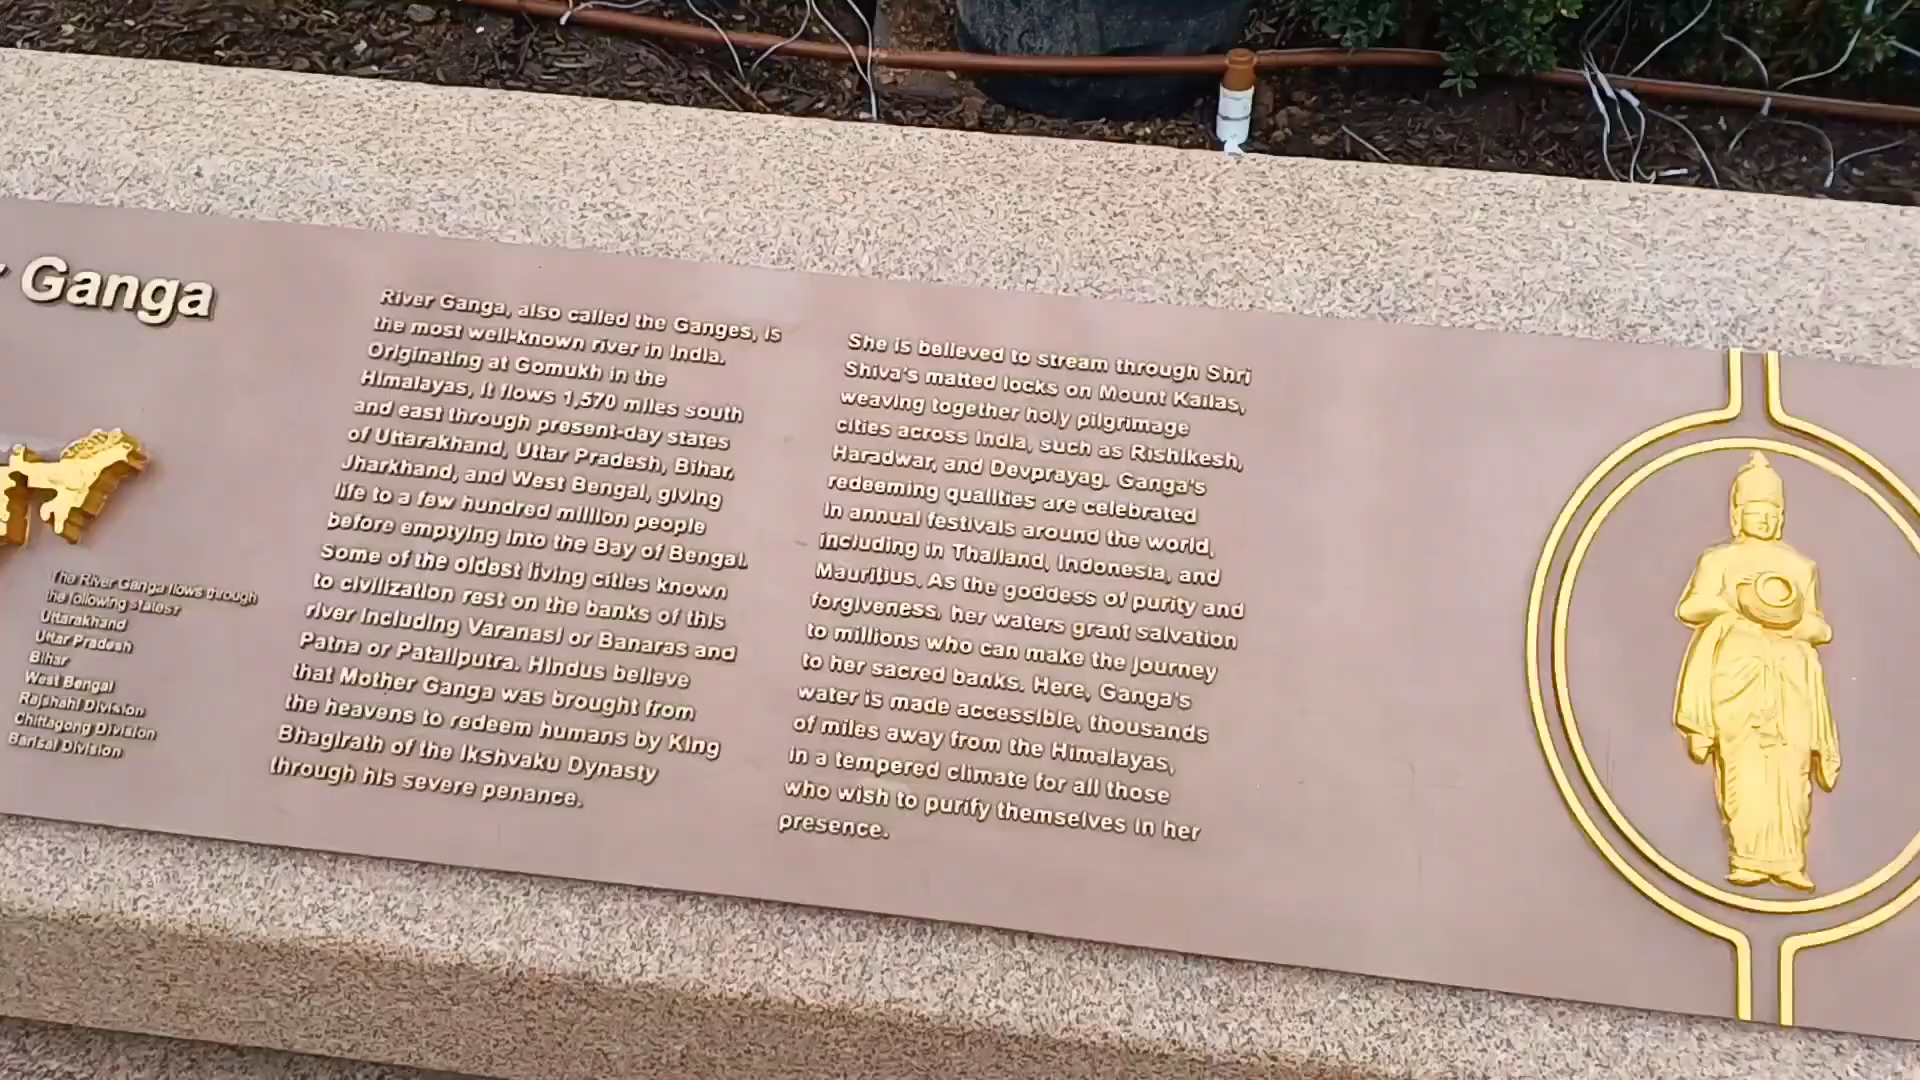 Ganga
The River Ganga flows through
the following states:
Uttarakhand
Uttar Pradesh
Bihar
West Bengal
Rajshahi Division
Chittagong Division
Barisal Division
River Ganga, also called the Ganges, is
the most well-known river in India.
Originating at Gomukh in the
Himalayas, it flows 1,570 miles south
and east through present-day states
of Uttarakhand, Uttar Pradesh, Bihar,
Jharkhand, and West Bengal, giving
life to a few hundred million people
before emptying into the Bay of Bengal.
Some of the oldest living cities known
to civilization rest on the banks of this
river including Varanasi or Banaras and
Patna or Pataliputra. Hindus believe
that Mother Ganga was brought from
the heavens to redeem humans by King
Bhagirath of the Ikshvaku Dynasty
through his severe penance.
She is believed to stream through Shri
Shiva's matted locks on Mount Kailas,
weaving together holy pilgrimage
cities across India, such as Rishikesh,
Haradwar, and Devprayag. Ganga's
redeeming qualities are celebrated
in annual festivals around the world,
including in Thailand, Indonesia, and
Mauritius. As the goddess of purity and
forgiveness, her waters grant salvation
to millions who can make the journey
to her sacred banks. Here, Ganga's
water is made accessible, thousands
of miles away from the Himalayas,
in a tempered climate for all those
who wish to purify themselves in her
presence.